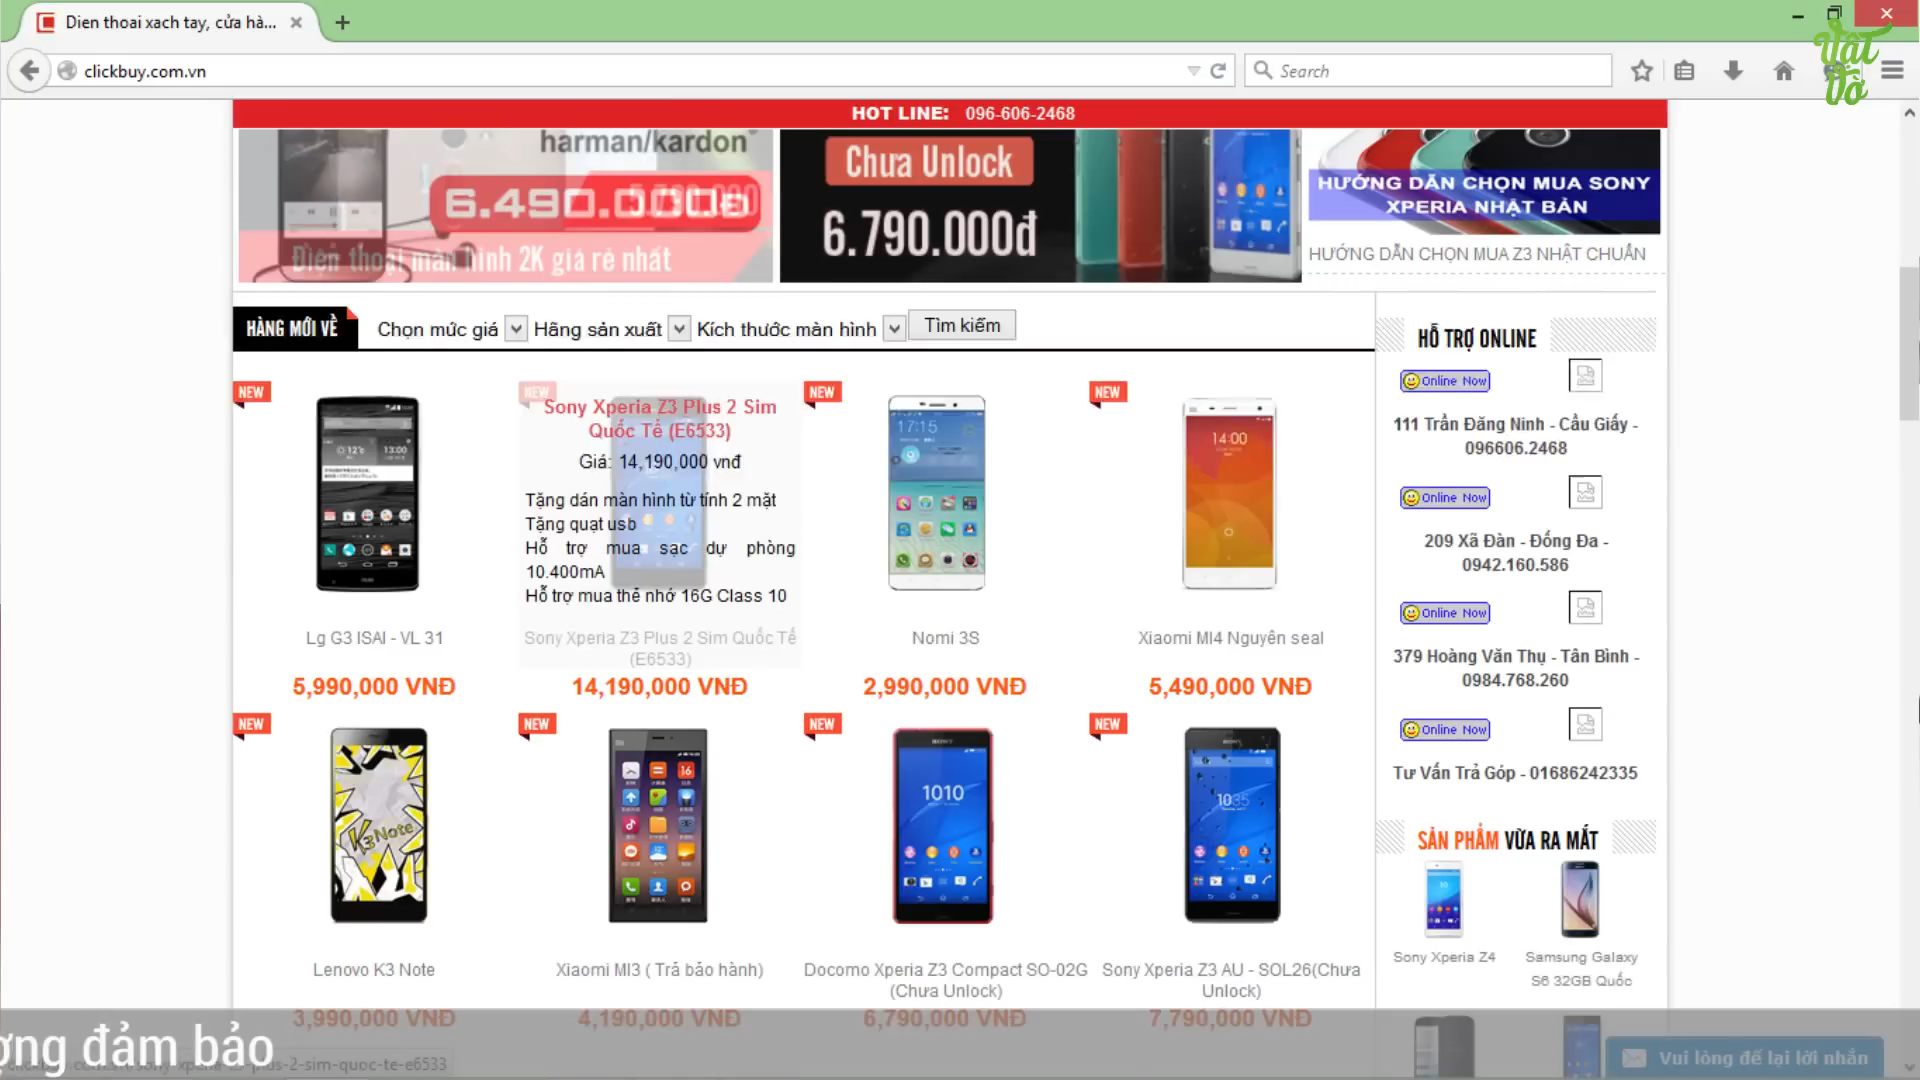 Dien thoai xach tay, cửa hà...
clickbuy.com.vn
Search
Vật Vờ
HOT LINE: 096-606-2468
harman/kardon
6.490.000đ
Điện thoại màn hình 2K giá rẻ nhất
Chưa Unlock
6.790.000đ
HƯỚNG DẪN CHỌN MUA SONY
XPERIA NHẬT BẢN
HƯỚNG DẪN CHỌN MUA Z3 NHẬT CHUẨN
HÀNG MỚI VỀ
Chọn mức giá
Hãng sản xuất
Kích thước màn hình
Tìm kiếm
NEW
Lg G3 ISAI - VL 31
5,990,000 VNĐ
NEW
Sony Xperia Z3 Plus 2 Sim
Quốc Tế (E6533)
Giá: 14,190,000 vnđ
Tặng dán màn hình từ tính 2 mặt
Tặng quạt usb
Hỗ trợ mua sạc dự phòng
10.400mA
Hỗ trợ mua thẻ nhớ 16G Class 10
Sony Xperia Z3 Plus 2 Sim Quốc Tế
(E6533)
14,190,000 VNĐ
NEW
17:15
Nomi 3S
2,990,000 VNĐ
NEW
14:00
Xiaomi MI4 Nguyên seal
5,490,000 VNĐ
NEW
K3 Note
Lenovo K3 Note
3,990,000 VNĐ
Xiaomi MI3 ( Trả bảo hành)
4,190,000 VNĐ
NEW
SONY
1010
Docomo Xperia Z3 Compact SO-02G
(Chưa Unlock)
6,790,000 VNĐ
NEW
SONY
1035
Sony Xperia Z3 AU - SOL26(Chưa
Unlock)
7,790,000 VNĐ
NEW
HỖ TRỢ ONLINE
Online Now
111 Trần Đăng Ninh - Cầu Giấy -
096606.2468
Online Now
209 Xã Đàn - Đống Đa -
0942.160.586
Online Now
379 Hoàng Văn Thụ - Tân Bình -
0984.768.260
Online Now
Tư Vấn Trả Góp - 01686242335
SẢN PHẨM VỪA RA MẮT
Sony Xperia Z4
Samsung Galaxy
S6 32GB Quốc
ợng đảm bảo
Vui lòng để lại lời nhắn